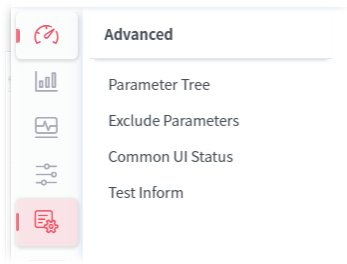 Advanced
Parameter Tree
Exclude Parameters
Common UI Status
Test Inform